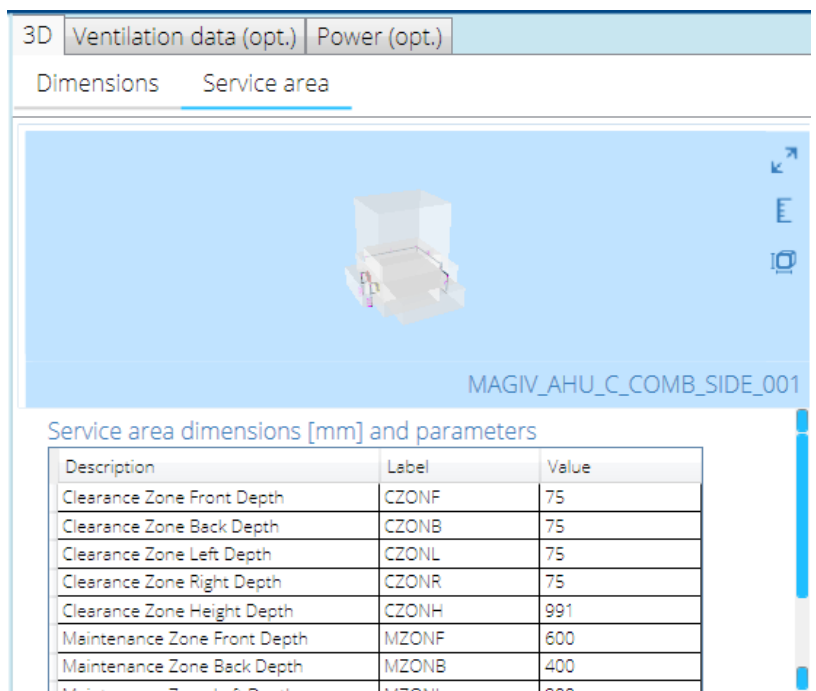 3D Ventilation data (opt.) Power (opt.)
Dimensions Service area
MAGIV_AHU_C_COMB_SIDE_001
Service area dimensions [mm] and parameters
Description Label Value
Clearance Zone Front Depth CZONF 75
Clearance Zone Back Depth CZONB 75
Clearance Zone Left Depth CZONL 75
Clearance Zone Right Depth CZONR 75
Clearance Zone Height Depth CZONH 991
Maintenance Zone Front Depth MZONF 600
Maintenance Zone Back Depth MZONB 400